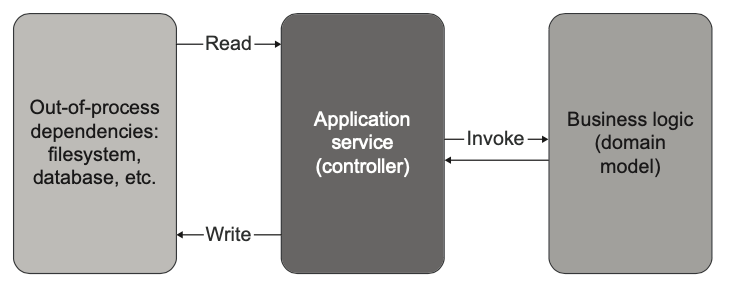 Read
Out-of-process
dependencies:
filesystem,
database, etc.
Application
service
(controller)
Invoke
Business logic
(domain
model)
Write